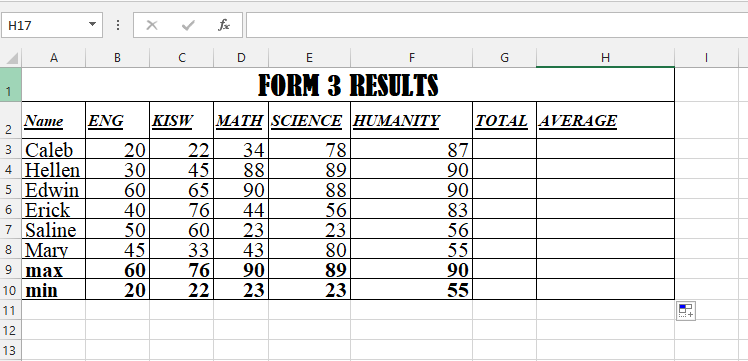 H17 fx
A B C D E F G H I
1 FORM 3 RESULTS
2 Name ENG KISW MATH SCIENCE HUMANITY TOTAL AVERAGE
3 Caleb 20 22 34 78 87
4 Hellen 30 45 88 89 90
5 Edwin 60 65 90 88 90
6 Erick 40 76 44 56 83
7 Saline 50 60 23 23 56
8 Mary 45 33 43 80 55
9 max 60 76 90 89 90
10 min 20 22 23 23 55
11
12
13